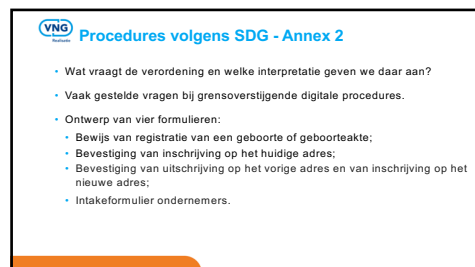 VNG
Realisatie
Procedures volgens SDG - Annex 2
• Wat vraagt de verordening en welke interpretatie geven we daar aan?
• Vaak gestelde vragen bij grensoverstijgende digitale procedures.
• Ontwerp van vier formulieren:
• Bewijs van registratie van een geboorte of geboorteakte;
• Bevestiging van inschrijving op het huidige adres;
• Bevestiging van uitschrijving op het vorige adres en van inschrijving op het
nieuwe adres;
• Intakeformulier ondernemers.